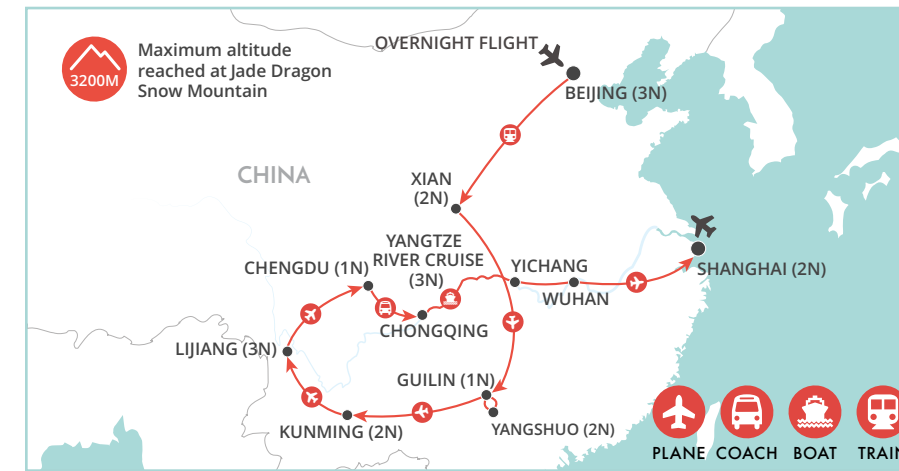 3200M
Maximum altitude
reached at Jade Dragon
Snow Mountain
OVERNIGHT FLIGHT
BEIJING (3N)
CHINA
XIAN
(2N)
YANGTZE
RIVER CRUISE
(3N)
CHENGDU (1N)
YICHANG
SHANGHAI (2N)
WUHAN
CHONGQING
LIJIANG (3N)
GUILIN (1N)
KUNMING (2N)
YANGSHUO (2N)
PLANE COACH BOAT TRAIN